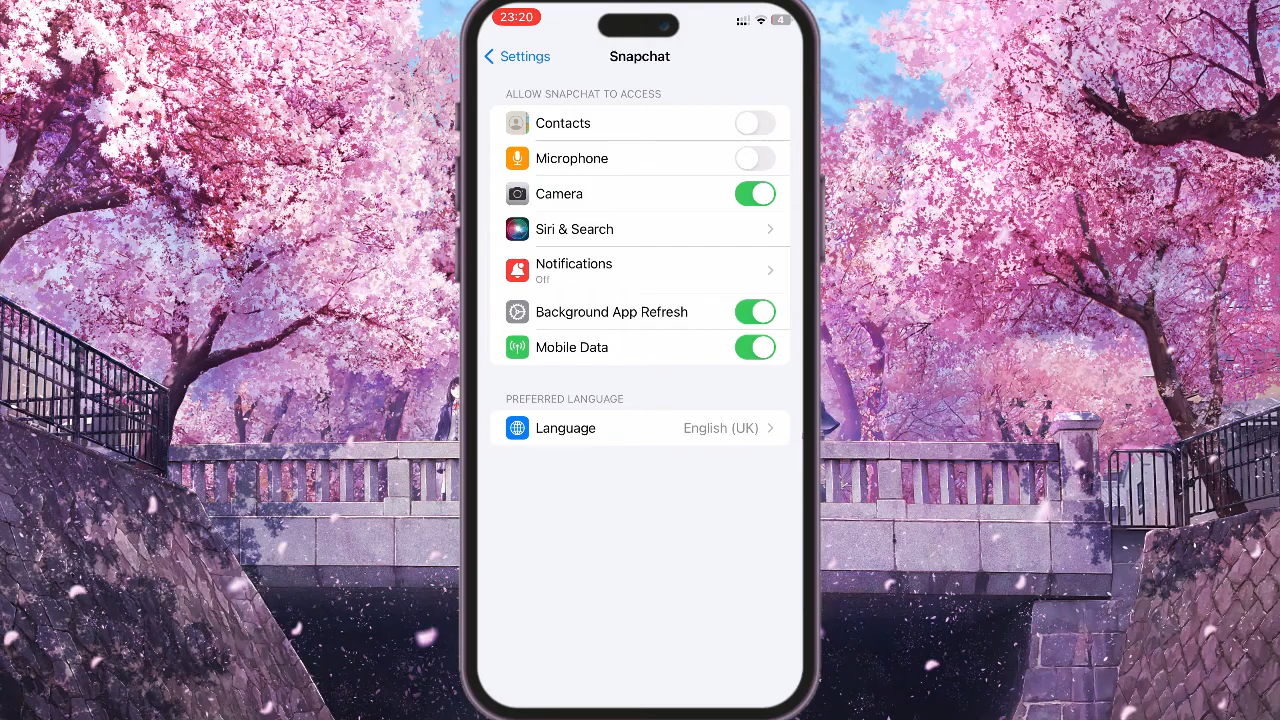 23:20
4
Settings
Snapchat
ALLOW SNAPCHAT TO ACCESS
Contacts
Microphone
Camera
Siri & Search
Notifications
Off
Background App Refresh
Mobile Data
PREFERRED LANGUAGE
Language English (UK)